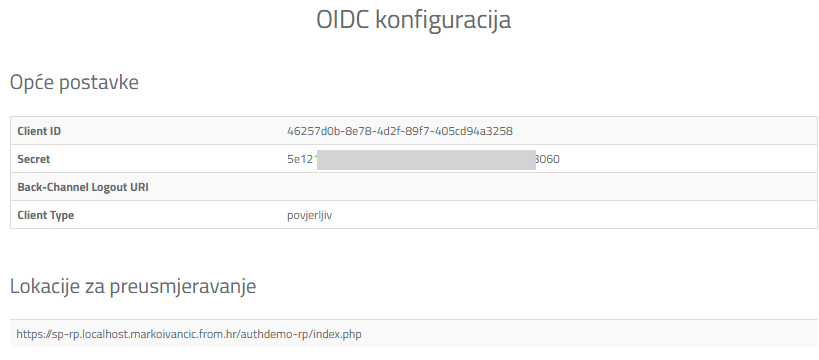 OIDC konfiguracija
Opće postavke
Client ID 46257d0b-8e78-4d2f-89f7-405cd94a3258
Secret 5e121 3060
Back-Channel Logout URI
Client Type povjerljiv
Lokacije za preusmjeravanje
https://sp-rp.localhost.markoivancic.from.hr/authdemo-rp/index.php